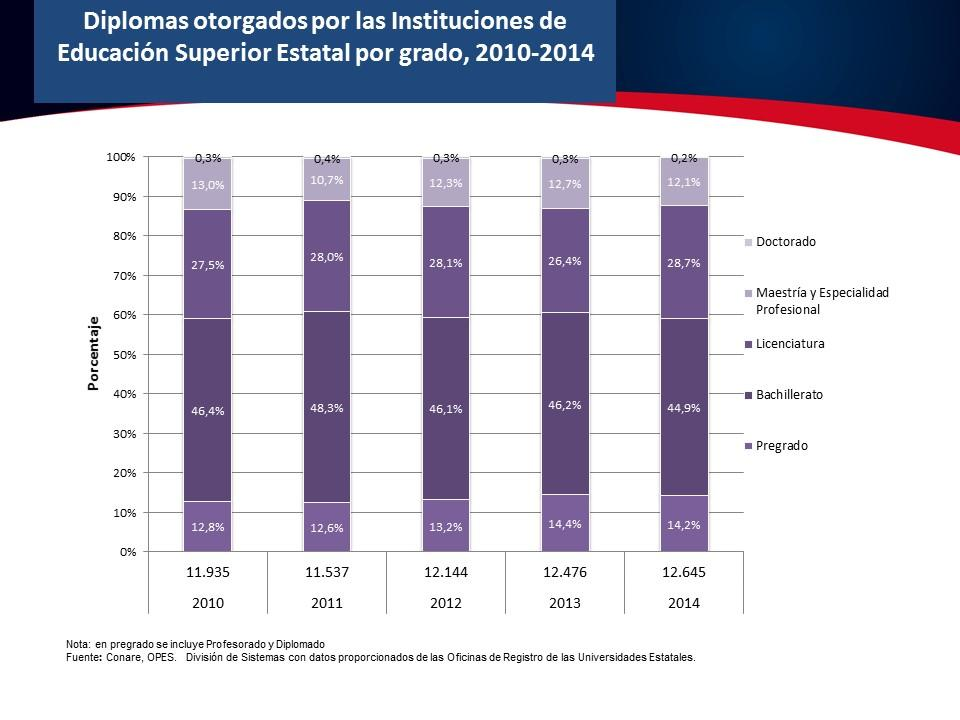 Diplomas otorgados por las Instituciones de
Educación Superior Estatal por grado, 2010-2014
Porcentaje
100%
90%
80%
70%
60%
50%
40%
30%
20%
10%
0%
0,3% 0,4% 0,3% 0,3% 0,2%
13,0% 10,7% 12,3% 12,7% 12,1%
27,5% 28,0% 28,1% 26,4% 28,7%
46,4% 48,3% 46,1% 46,2% 44,9%
12,8% 12,6% 13,2% 14,4% 14,2%
11.935 11.537 12.144 12.476 12.645
2010 2011 2012 2013 2014
Doctorado
Maestría y Especialidad
Profesional
Licenciatura
Bachillerato
Pregrado
Nota: en pregrado se incluye Profesorado y Diplomado
Fuente: Conare, OPES. División de Sistemas con datos proporcionados de las Oficinas de Registro de las Universidades Estatales.